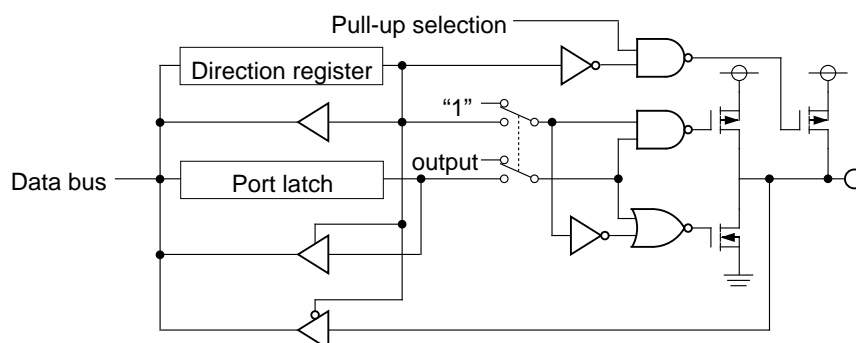 Pull-up selection
Direction register
“1”
output
Data bus
Port latch